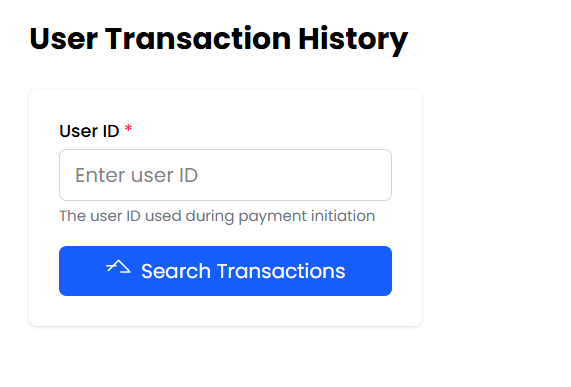 User Transaction History
User ID *
Enter user ID
The user ID used during payment initiation
Search Transactions